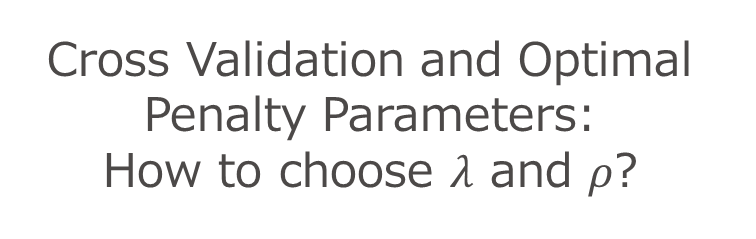 Cross Validation and Optimal
Penalty Parameters:
How to choose λ and ρ?